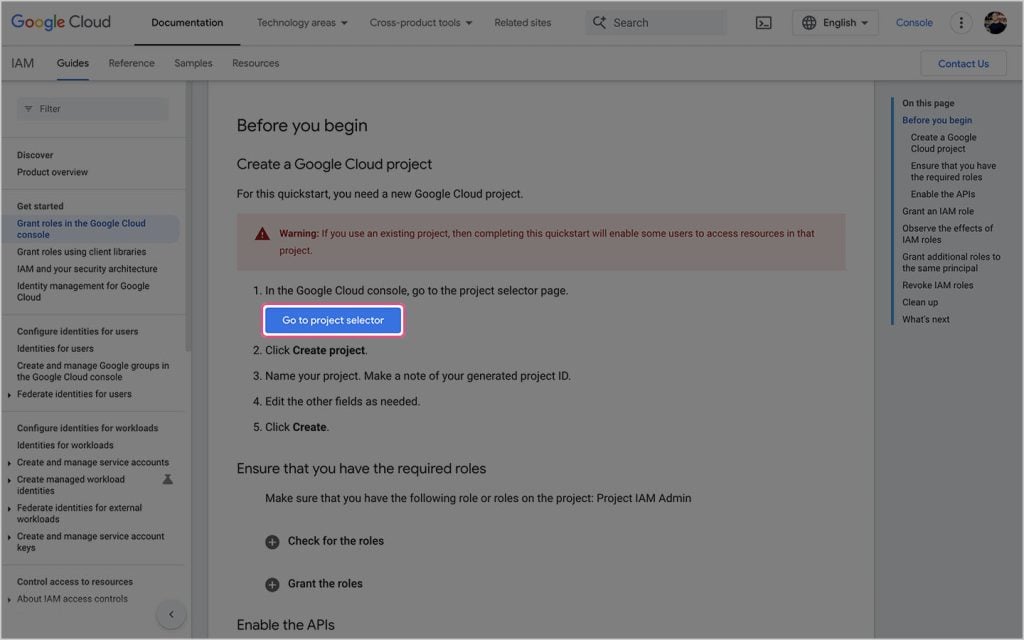 Google Cloud
Documentation
Technology areas
Cross-product tools
Related sites
Search
English
Console
IAM
Guides
Reference
Samples
Resources
Contact Us
Filter
Discover
Product overview
Get started
Grant roles in the Google Cloud
console
Grant roles using client libraries
IAM and your security architecture
Identity management for Google
Cloud
Configure identities for users
Identities for users
Create and manage Google groups in
the Google Cloud console
Federate identities for users
Configure identities for workloads
Identities for workloads
Create and manage service accounts
Create managed workload
identities
Federate identities for external
workloads
Create and manage service account
keys
Control access to resources
About IAM access controls
Before you begin
Create a Google Cloud project
For this quickstart, you need a new Google Cloud project.
Warning: If you use an existing project, then completing this quickstart will enable some users to access resources in that
project.
1. In the Google Cloud console, go to the project selector page.
Go to project selector
2. Click Create project.
3. Name your project. Make a note of your generated project ID.
4. Edit the other fields as needed.
5. Click Create.
Ensure that you have the required roles
Make sure that you have the following role or roles on the project: Project IAM Admin
Check for the roles
Grant the roles
Enable the APIs
On this page
Before you begin
Create a Google
Cloud project
Ensure that you have
the required roles
Enable the APIs
Grant an IAM role
Observe the effects of
IAM roles
Grant additional roles to
the same principal
Revoke IAM roles
Clean up
What's next